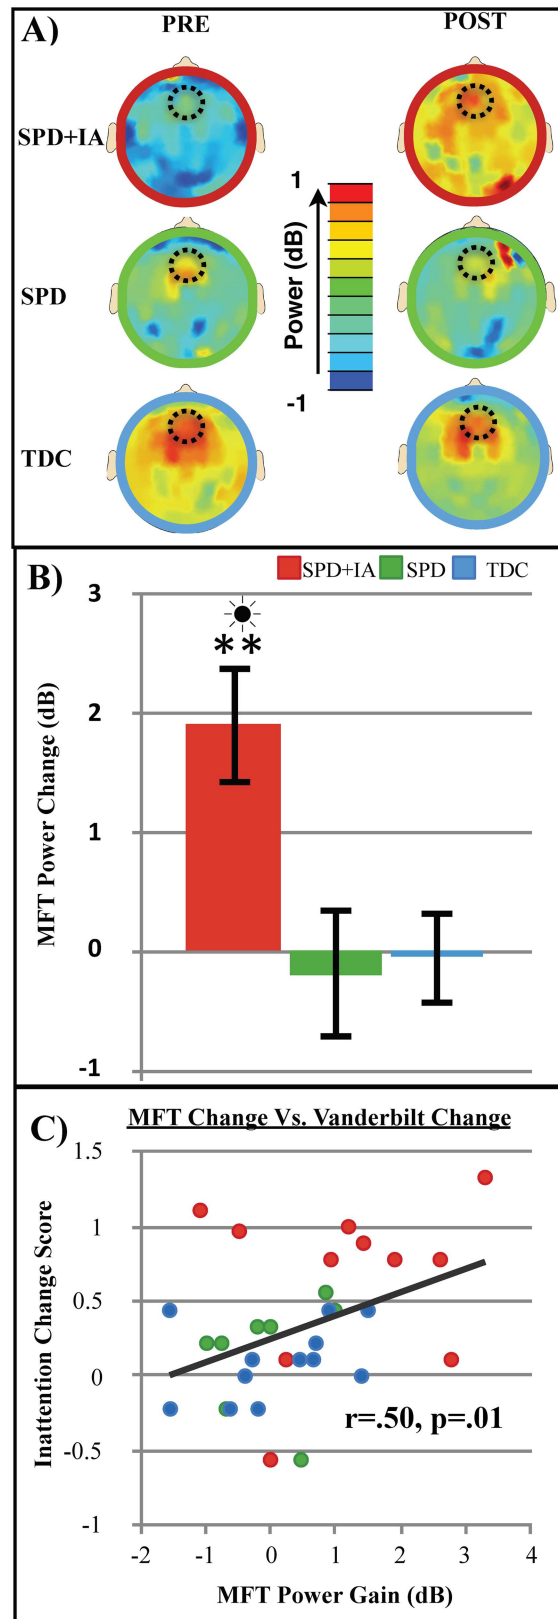 A)
PRE
POST
SPD+IA
SPD
TDC
1
Power (dB)
-1
B)
SPD+IA SPD TDC
3
2
1
0
-1
**
MFT Power Change (dB)
C)
MFT Change Vs. Vanderbilt Change
1.5
1
0.5
0
-0.5
-1
Inattention Change Score
r=.50, p=.01
-2 -1 0 1 2 3 4
MFT Power Gain (dB)